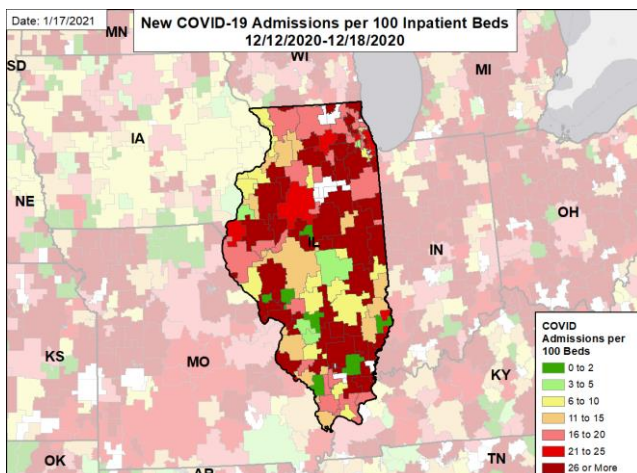 Date: 1/17/2021
New COVID-19 Admissions per 100 Inpatient Beds
12/12/2020-12/18/2020
MN
WI
MI
SD
IA
NE
IL
IN
OH
KS
MO
KY
OK
AR
TN
COVID
Admissions per
100 Beds
0 to 2
3 to 5
6 to 10
11 to 15
16 to 20
21 to 25
26 or More